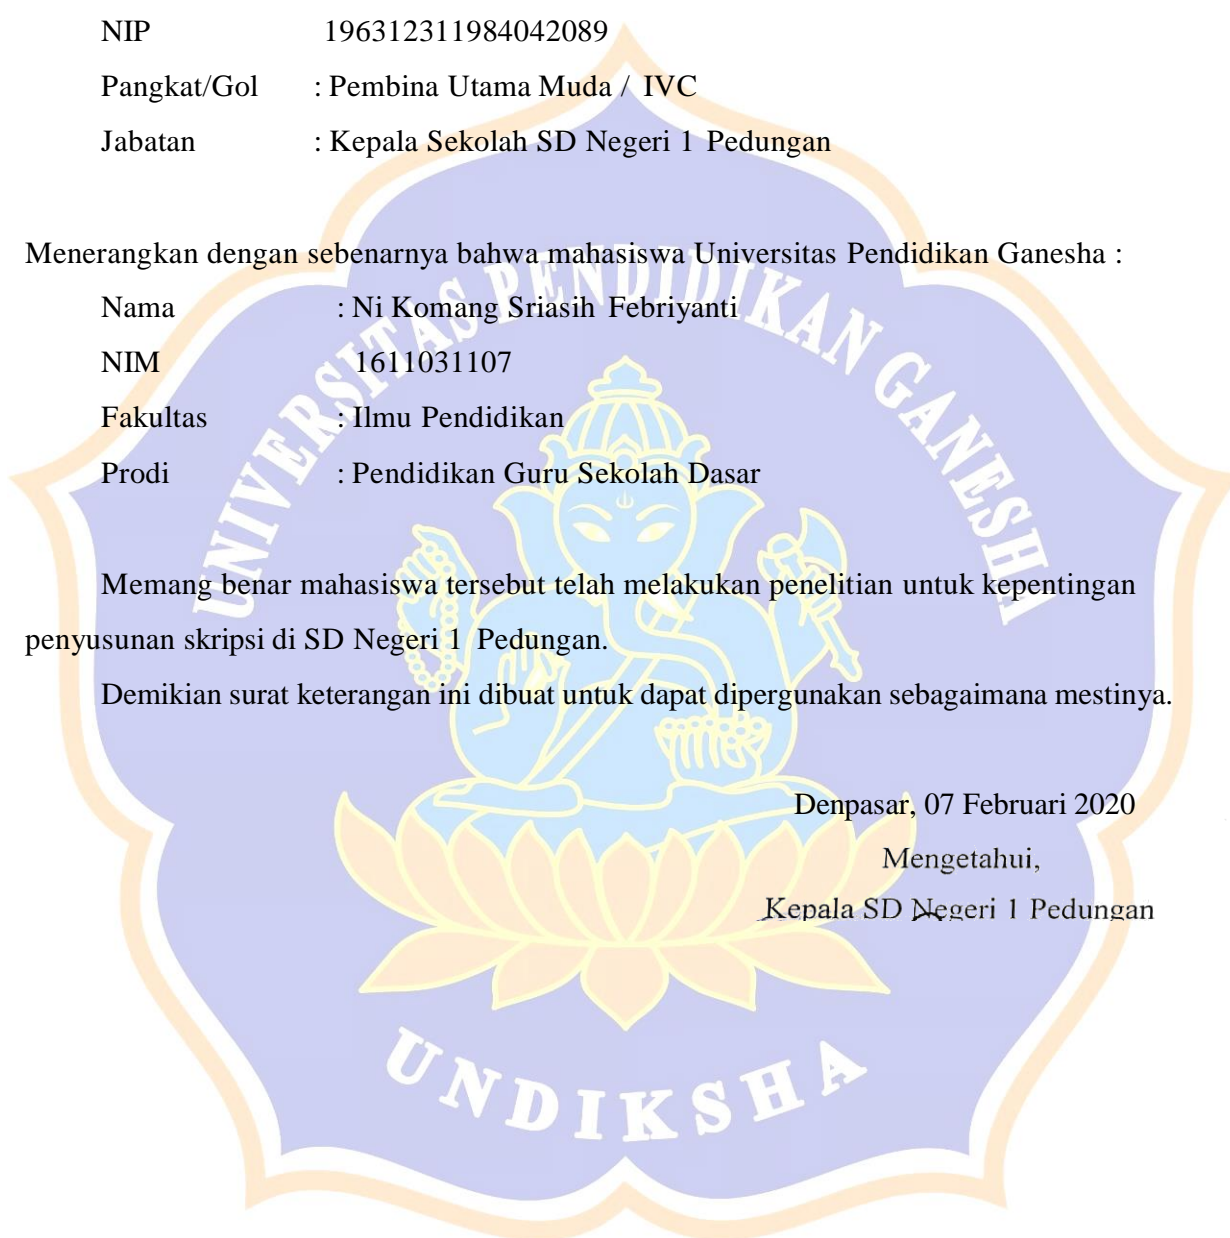 NIP 196312311984042089
Pangkat/Gol : Pembina Utama Muda / IVC
Jabatan : Kepala Sekolah SD Negeri 1 Pedungan
Menerangkan dengan sebenarnya bahwa mahasiswa Universitas Pendidikan Ganesha :
Nama : Ni Komang Sriasih Febriyanti
NIM 1611031107
Fakultas : Ilmu Pendidikan
Prodi : Pendidikan Guru Sekolah Dasar
Memang benar mahasiswa tersebut telah melakukan penelitian untuk kepentingan
penyusunan skripsi di SD Negeri 1 Pedungan.
Demikian surat keterangan ini dibuat untuk dapat dipergunakan sebagaimana mestinya.
Denpasar, 07 Februari 2020
Mengetahui,
Kepala SD Negeri 1 Pedungan
UNIVERSITAS PENDIDIKAN GANESHA
UNDIKSHA